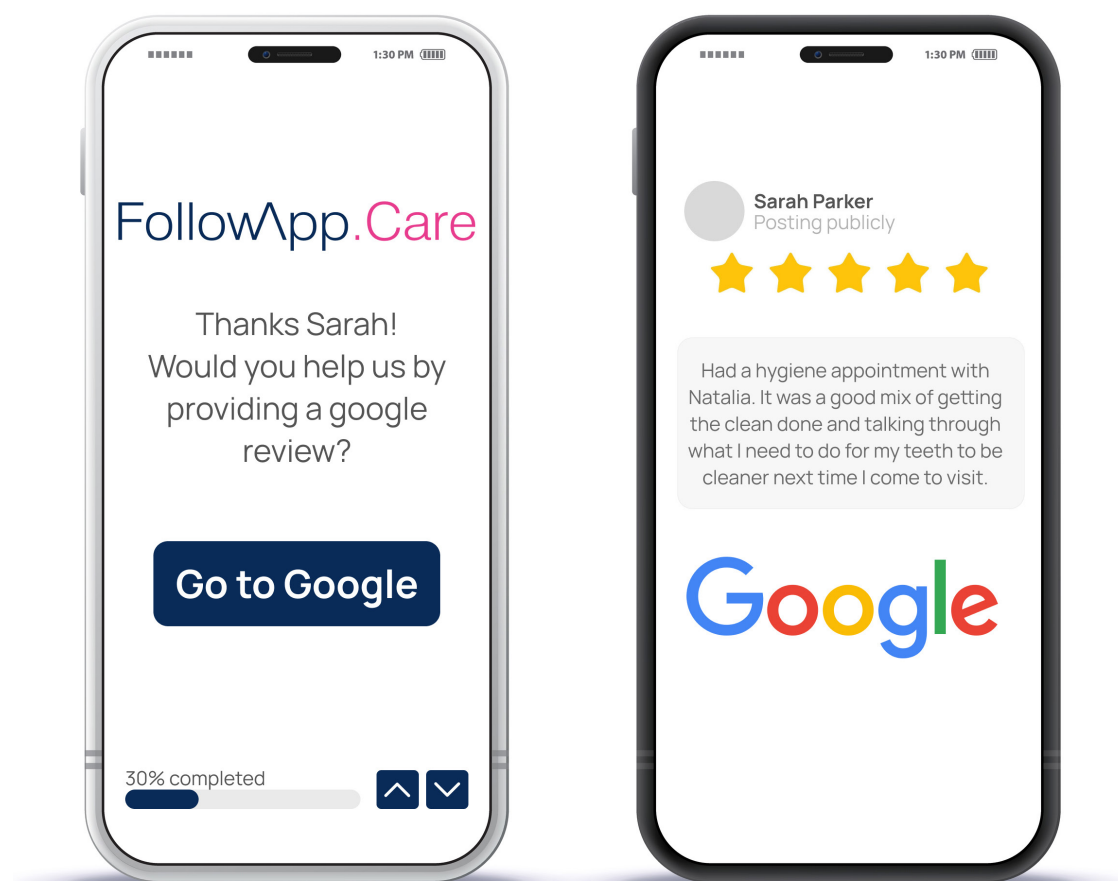 1:30 PM
FollowApp.Care
Thanks Sarah!
Would you help us by
providing a google
review?
Go to Google
30% completed
1:30 PM
Sarah Parker
Posting publicly
Had a hygiene appointment with
Natalia. It was a good mix of getting
the clean done and talking through
what I need to do for my teeth to be
cleaner next time I come to visit.
Google